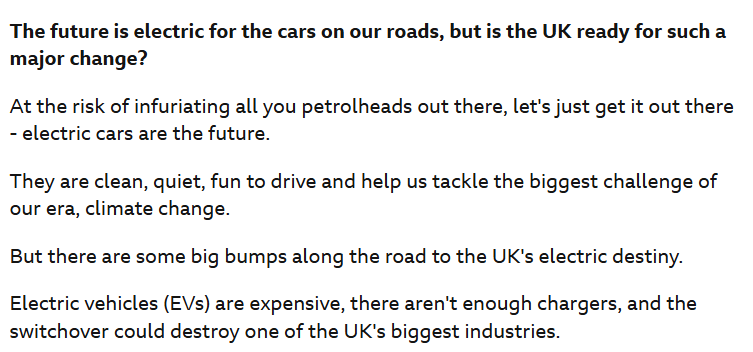 The future is electric for the cars on our roads, but is the UK ready for such a
major change?
At the risk of infuriating all you petrolheads out there, let's just get it out there
- electric cars are the future.
They are clean, quiet, fun to drive and help us tackle the biggest challenge of
our era, climate change.
But there are some big bumps along the road to the UK's electric destiny.
Electric vehicles (EVs) are expensive, there aren't enough chargers, and the
switchover could destroy one of the UK's biggest industries.